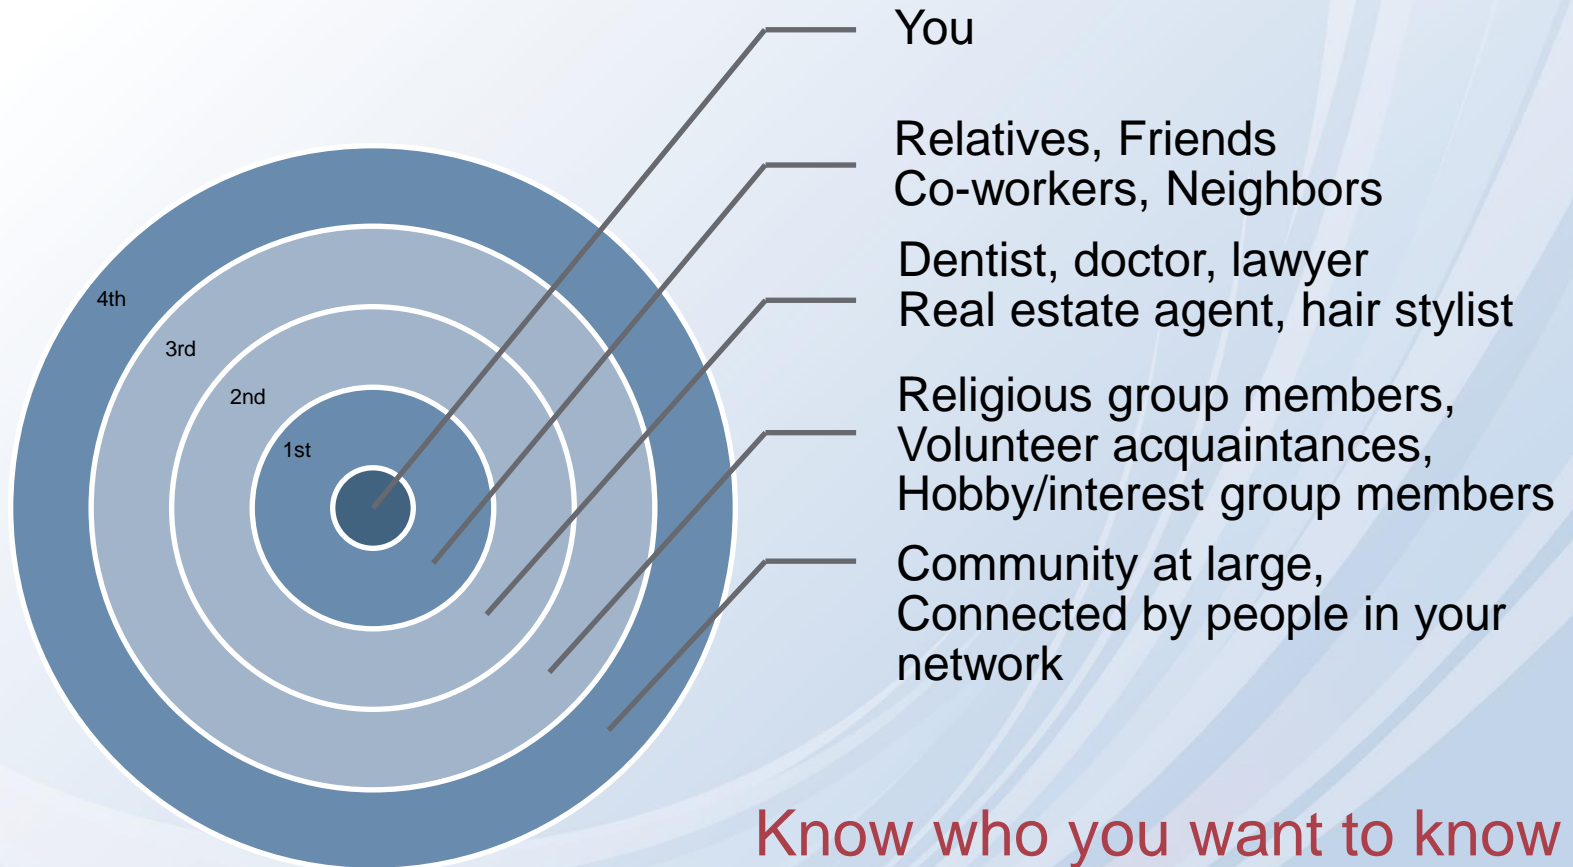 You
Relatives, Friends
Co-workers, Neighbors
Dentist, doctor, lawyer
Real estate agent, hair stylist
Religious group members,
Volunteer acquaintances,
Hobby/interest group members
Community at large,
Connected by people in your
network
4th
3rd
2nd
1st
Know who you want to know